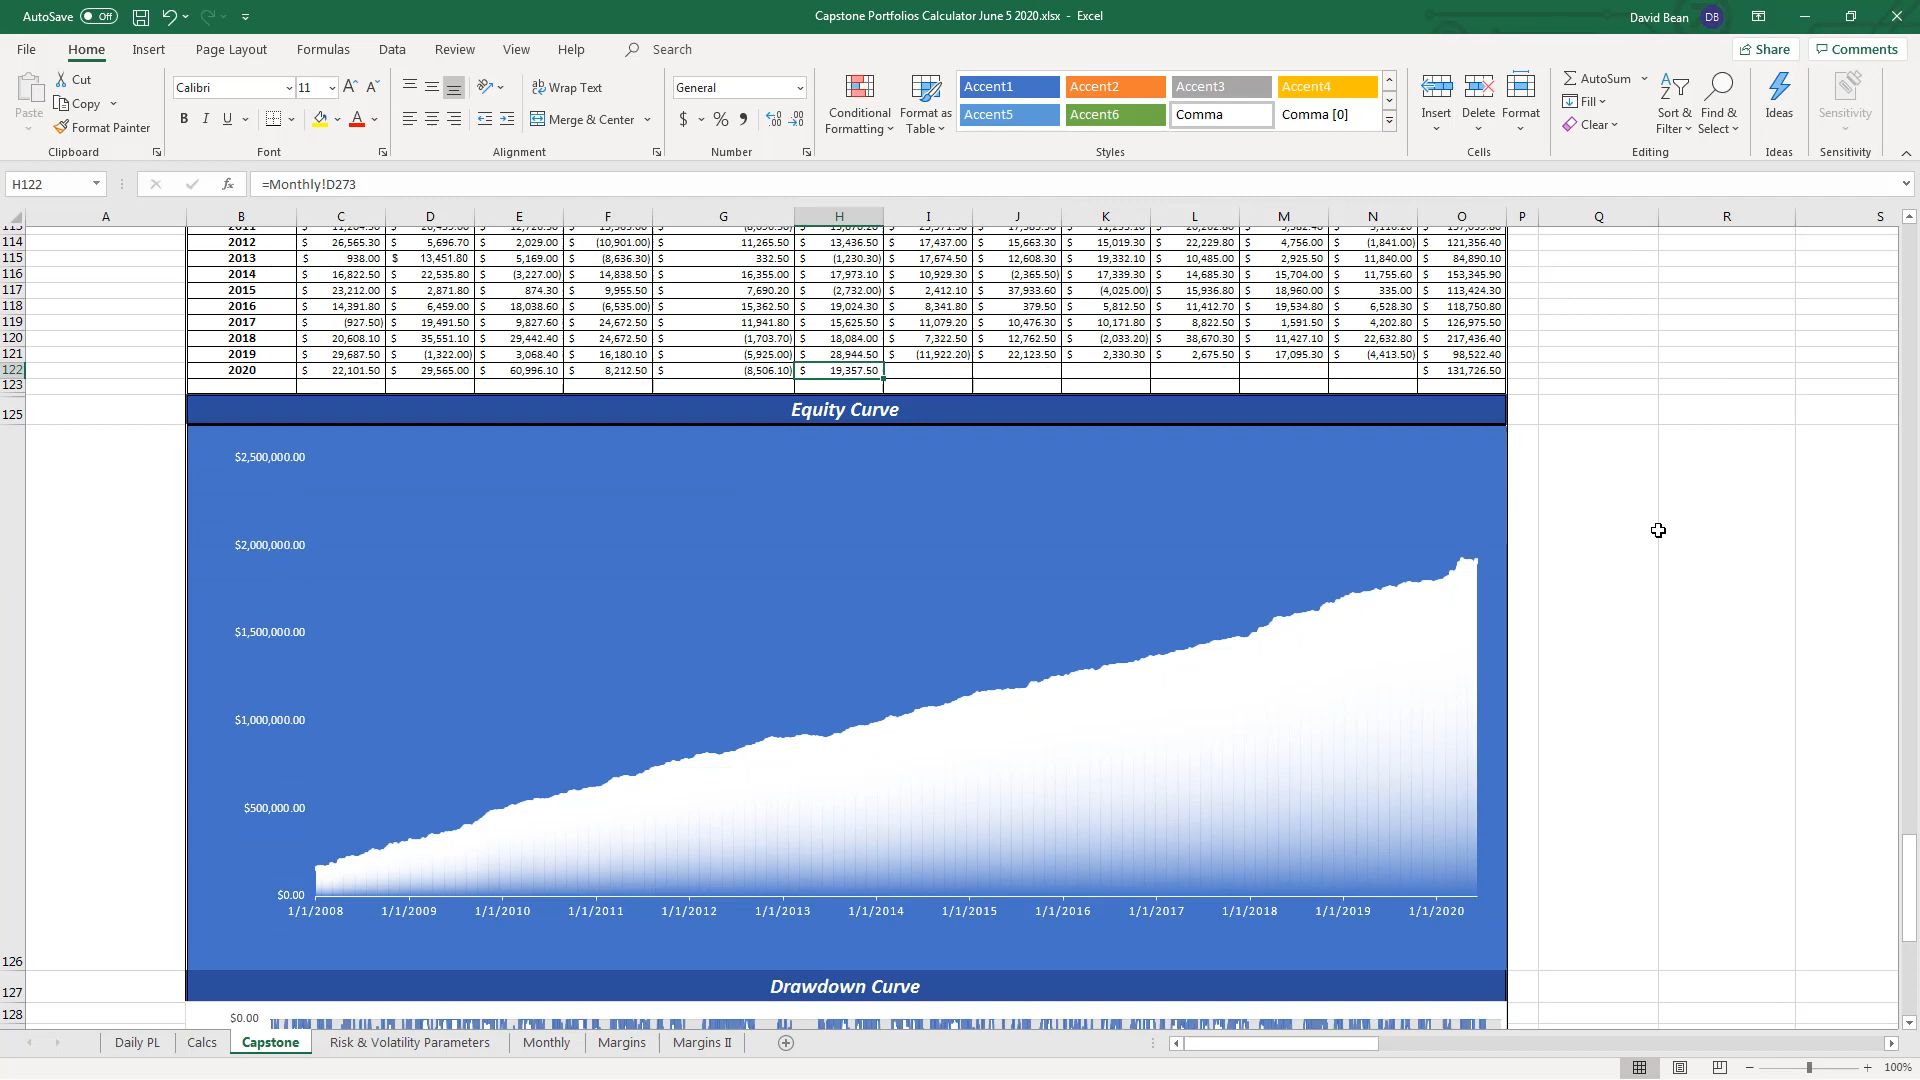 AutoSave Off
Capstone Portfolios Calculator June 5 2020.xlsx - Excel
David Bean DB
File Home Insert Page Layout Formulas Data Review View Help Search Share Comments
Paste
Cut
Copy
Format Painter
Clipboard
Calibri 11
B I U
Font
Wrap Text
Merge & Center
Alignment
General
$ % 9
Number
Conditional Formatting
Format as Table
Accent1 Accent2 Accent3 Accent4
Accent5 Accent6 Comma Comma [0]
Styles
Insert Delete Format
Cells
AutoSum
Fill
Clear
Sort & Filter
Find & Select
Editing
Ideas
Ideas
Sensitivity
Sensitivity
H122 fx =Monthly!D273
A B C D E F G H I J K L M N O P Q R S
114 2012 $ 26,565.30 $ 5,696.70 $ 2,029.00 $ (10,901.00) $ 11,265.50 $ 13,436.50 $ 17,437.00 $ 15,663.30 $ 15,019.30 $ 22,229.80 $ 4,756.00 $ (1,841.00) $ 121,356.40
115 2013 $ 938.00 $ 13,451.80 $ 5,169.00 $ (8,636.30) $ 332.50 $ (1,230.30) $ 17,674.50 $ 12,608.30 $ 19,332.10 $ 10,485.00 $ 2,925.50 $ 11,840.00 $ 84,890.10
116 2014 $ 16,822.50 $ 22,535.80 $ (3,227.00) $ 14,838.50 $ 16,355.00 $ 17,973.10 $ 10,929.30 $ (2,365.50) $ 17,339.30 $ 14,685.30 $ 15,704.00 $ 11,755.60 $ 153,345.90
117 2015 $ 23,212.00 $ 2,871.80 $ 874.30 $ 9,955.50 $ 7,690.20 $ (2,732.00) $ 2,412.10 $ 37,933.60 $ (4,025.00) $ 15,936.80 $ 18,960.00 $ 335.00 $ 113,424.30
118 2016 $ 14,391.80 $ 6,459.00 $ 18,038.60 $ (6,535.00) $ 15,362.50 $ 19,024.30 $ 8,341.80 $ 379.50 $ 5,812.50 $ 11,412.70 $ 19,534.80 $ 6,528.30 $ 118,750.80
119 2017 $ (927.50) $ 19,491.50 $ 9,827.60 $ 24,672.50 $ 11,941.80 $ 15,625.50 $ 11,079.20 $ 10,476.30 $ 10,171.80 $ 8,822.50 $ 1,591.50 $ 4,202.80 $ 126,975.50
120 2018 $ 20,608.10 $ 35,551.10 $ 29,442.40 $ 24,672.50 $ (1,703.70) $ 18,084.00 $ 7,322.50 $ 12,762.50 $ (2,033.20) $ 38,670.30 $ 11,427.10 $ 22,632.80 $ 217,436.40
121 2019 $ 29,687.50 $ (1,322.00) $ 3,068.40 $ 16,180.10 $ (5,925.00) $ 28,944.50 $ (11,922.20) $ 22,123.50 $ 2,330.30 $ 2,675.50 $ 17,095.30 $ (4,413.50) $ 98,522.40
122 2020 $ 22,101.50 $ 29,565.00 $ 60,996.10 $ 8,212.50 $ (8,506.10) $ 19,357.50 $ 131,726.50
123
125 Equity Curve
$2,500,000.00
$2,000,000.00
$1,500,000.00
$1,000,000.00
$500,000.00
$0.00
1/1/2008 1/1/2009 1/1/2010 1/1/2011 1/1/2012 1/1/2013 1/1/2014 1/1/2015 1/1/2016 1/1/2017 1/1/2018 1/1/2019 1/1/2020
126
127 Drawdown Curve
128 $0.00
Daily PL Calcs Capstone Risk & Volatility Parameters Monthly Margins Margins II
100%